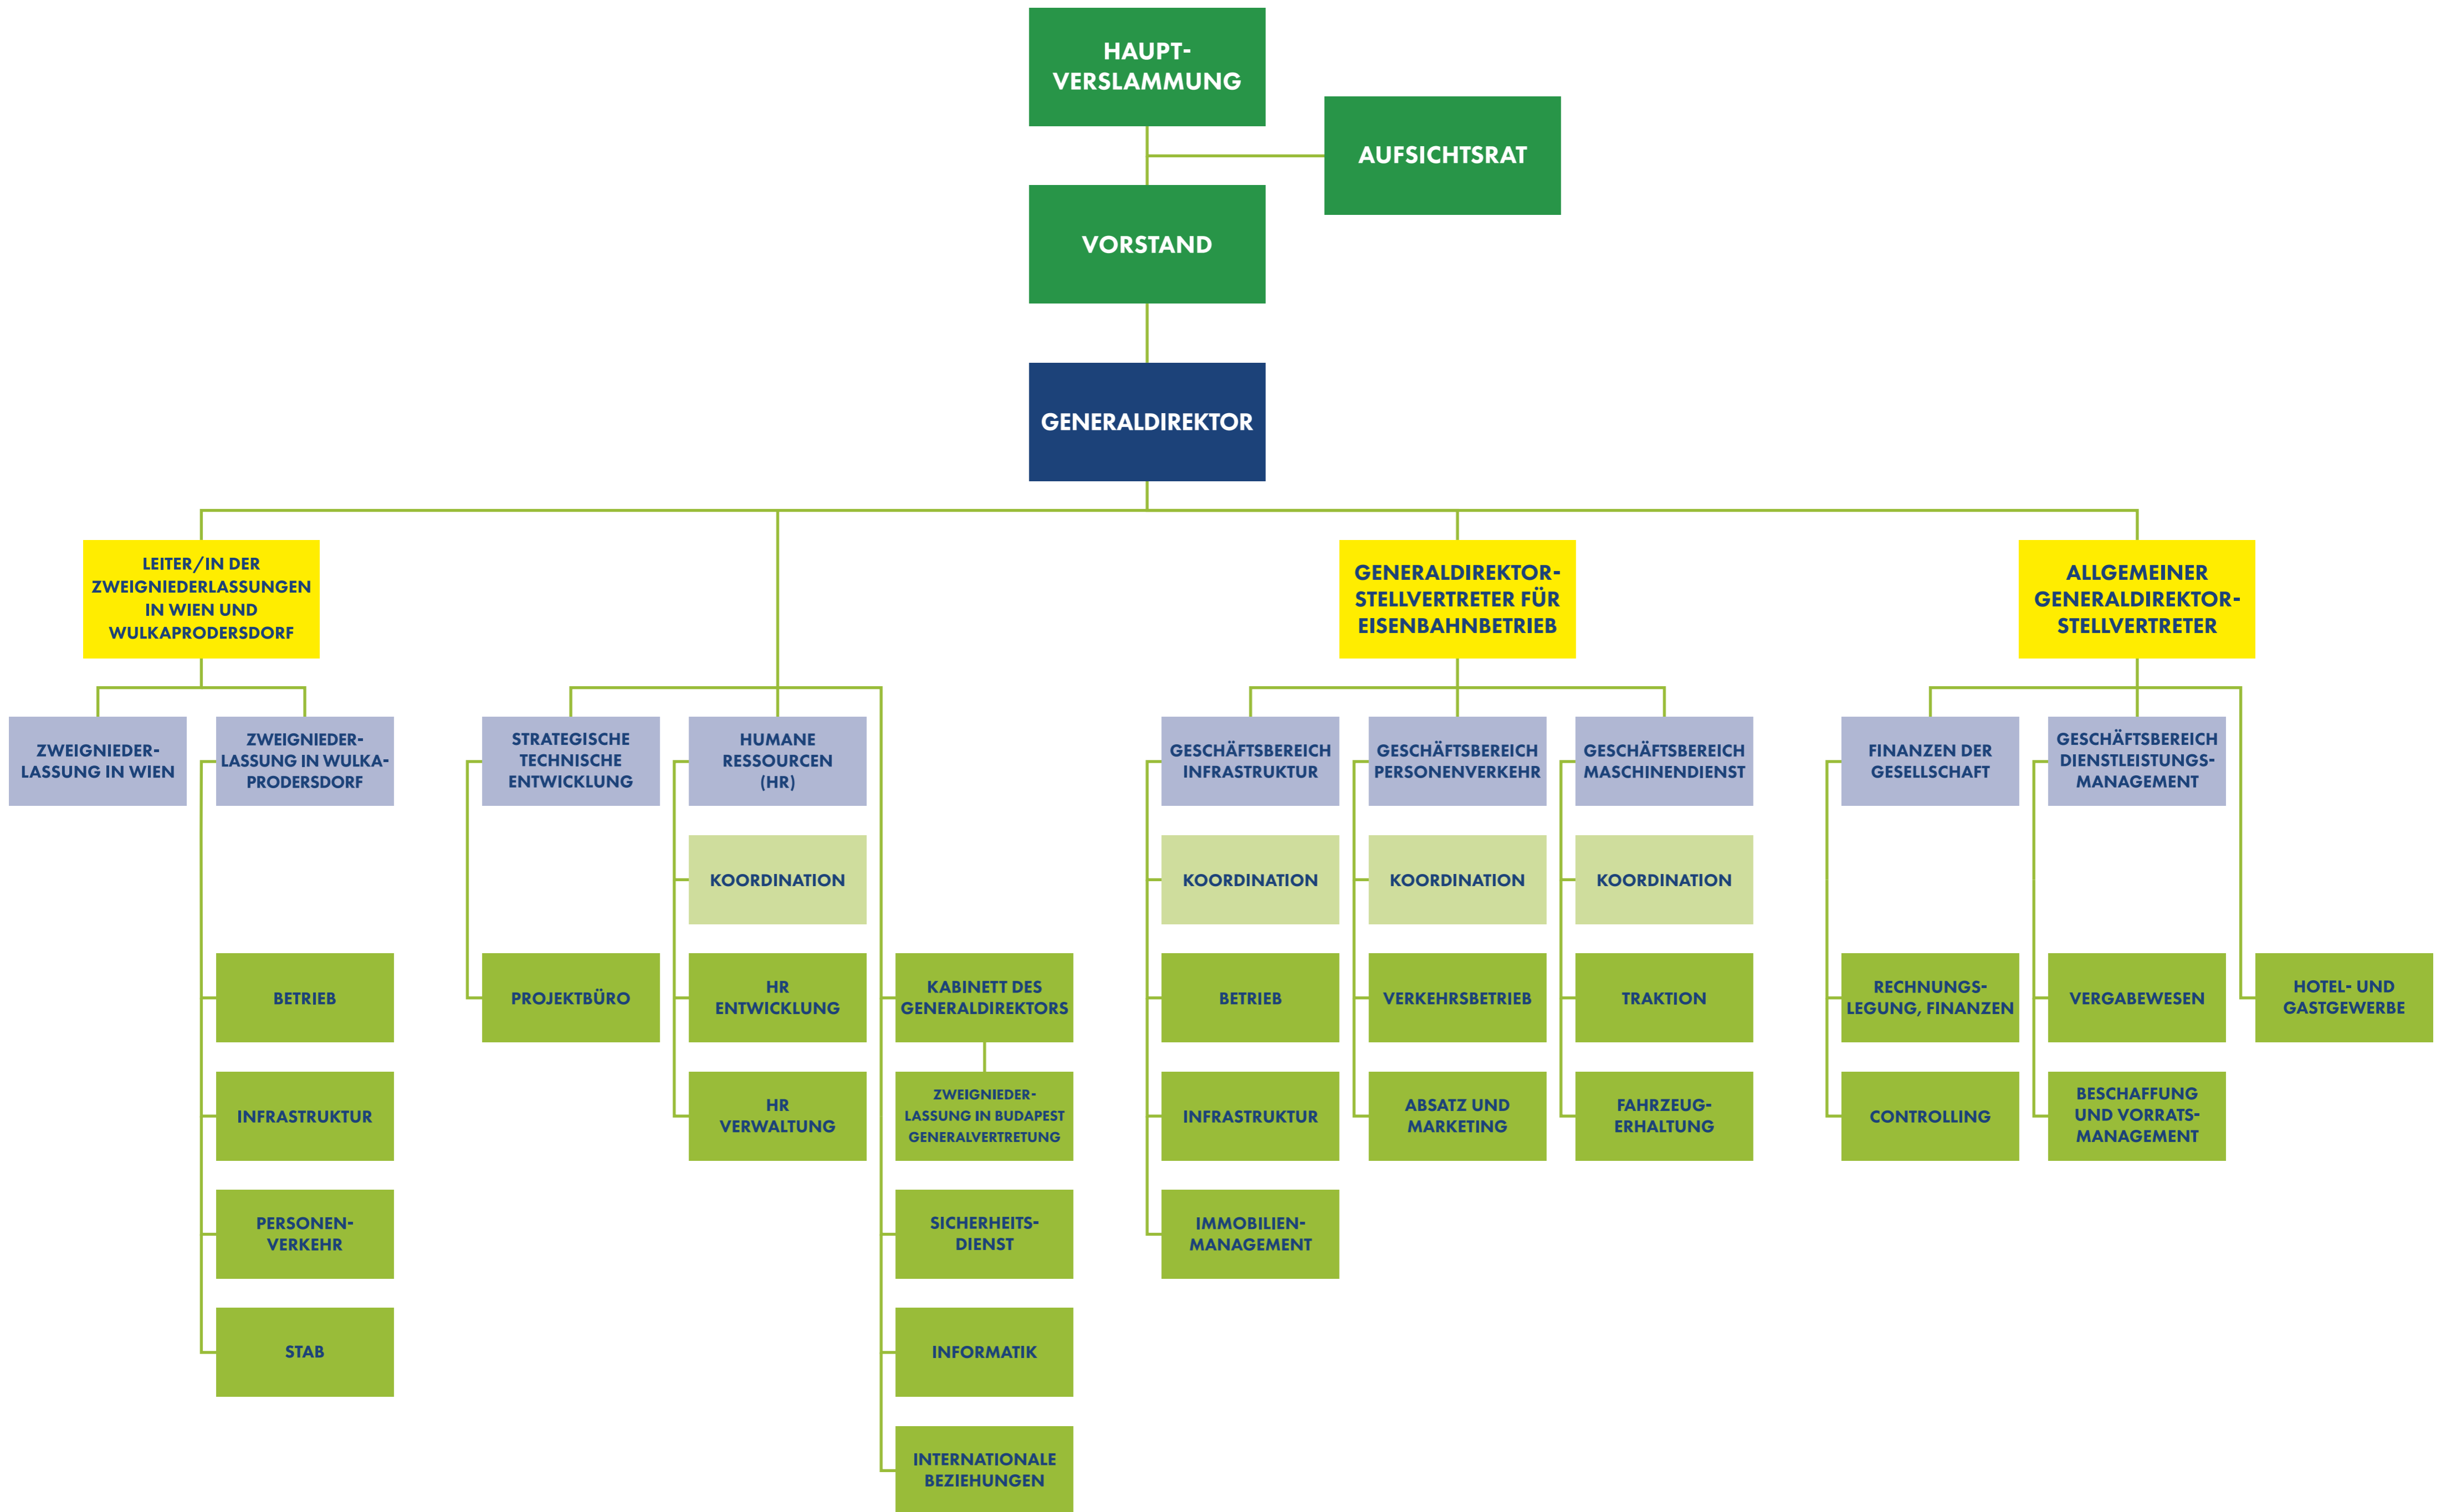 HAUPT-
VERSLAMMUNG
AUFSICHTSRAT
VORSTAND
GENERALDIREKTOR
LEITER/IN DER
ZWEIGNIEDERLASSUNGEN
IN WIEN UND
WULKAPRODERSDORF
GENERALDIREKTOR-
STELLVERTRETER FÜR
EISENBAHNBETRIEB
ALLGEMEINER
GENERALDIREKTOR-
STELLVERTRETER
ZWEIGNIEDER-
LASSUNG IN WIEN
ZWEIGNIEDER-
LASSUNG IN WULKA-
PRODERSDORF
STRATEGISCHE
TECHNISCHE
ENTWICKLUNG
HUMANE
RESSOURCEN
(HR)
GESCHÄFTSBEREICH
INFRASTRUKTUR
GESCHÄFTSBEREICH
PERSONENVERKEHR
GESCHÄFTSBEREICH
MASCHINENDIENST
FINANZEN DER
GESELLSCHAFT
GESCHÄFTSBEREICH
DIENSTLEISTUNGS-
MANAGEMENT
KOORDINATION
KOORDINATION
KOORDINATION
KOORDINATION
BETRIEB
PROJEKTBÜRO
HR
ENTWICKLUNG
KABINETT DES
GENERALDIREKTORS
BETRIEB
VERKEHRSBETRIEB
TRAKTION
RECHNUNGS-
LEGUNG, FINANZEN
VERGABEWESEN
HOTEL- UND
GASTGEWERBE
INFRASTRUKTUR
HR
VERWALTUNG
ZWEIGNIEDER-
LASSUNG IN BUDAPEST
GENERALVERTRETUNG
INFRASTRUKTUR
ABSATZ UND
MARKETING
FAHRZEUG-
ERHALTUNG
CONTROLLING
BESCHAFFUNG
UND VORRATS-
MANAGEMENT
PERSONEN-
VERKEHR
SICHERHEITS-
DIENST
IMMOBILIEN-
MANAGEMENT
STAB
INFORMATIK
INTERNATIONALE
BEZIEHUNGEN